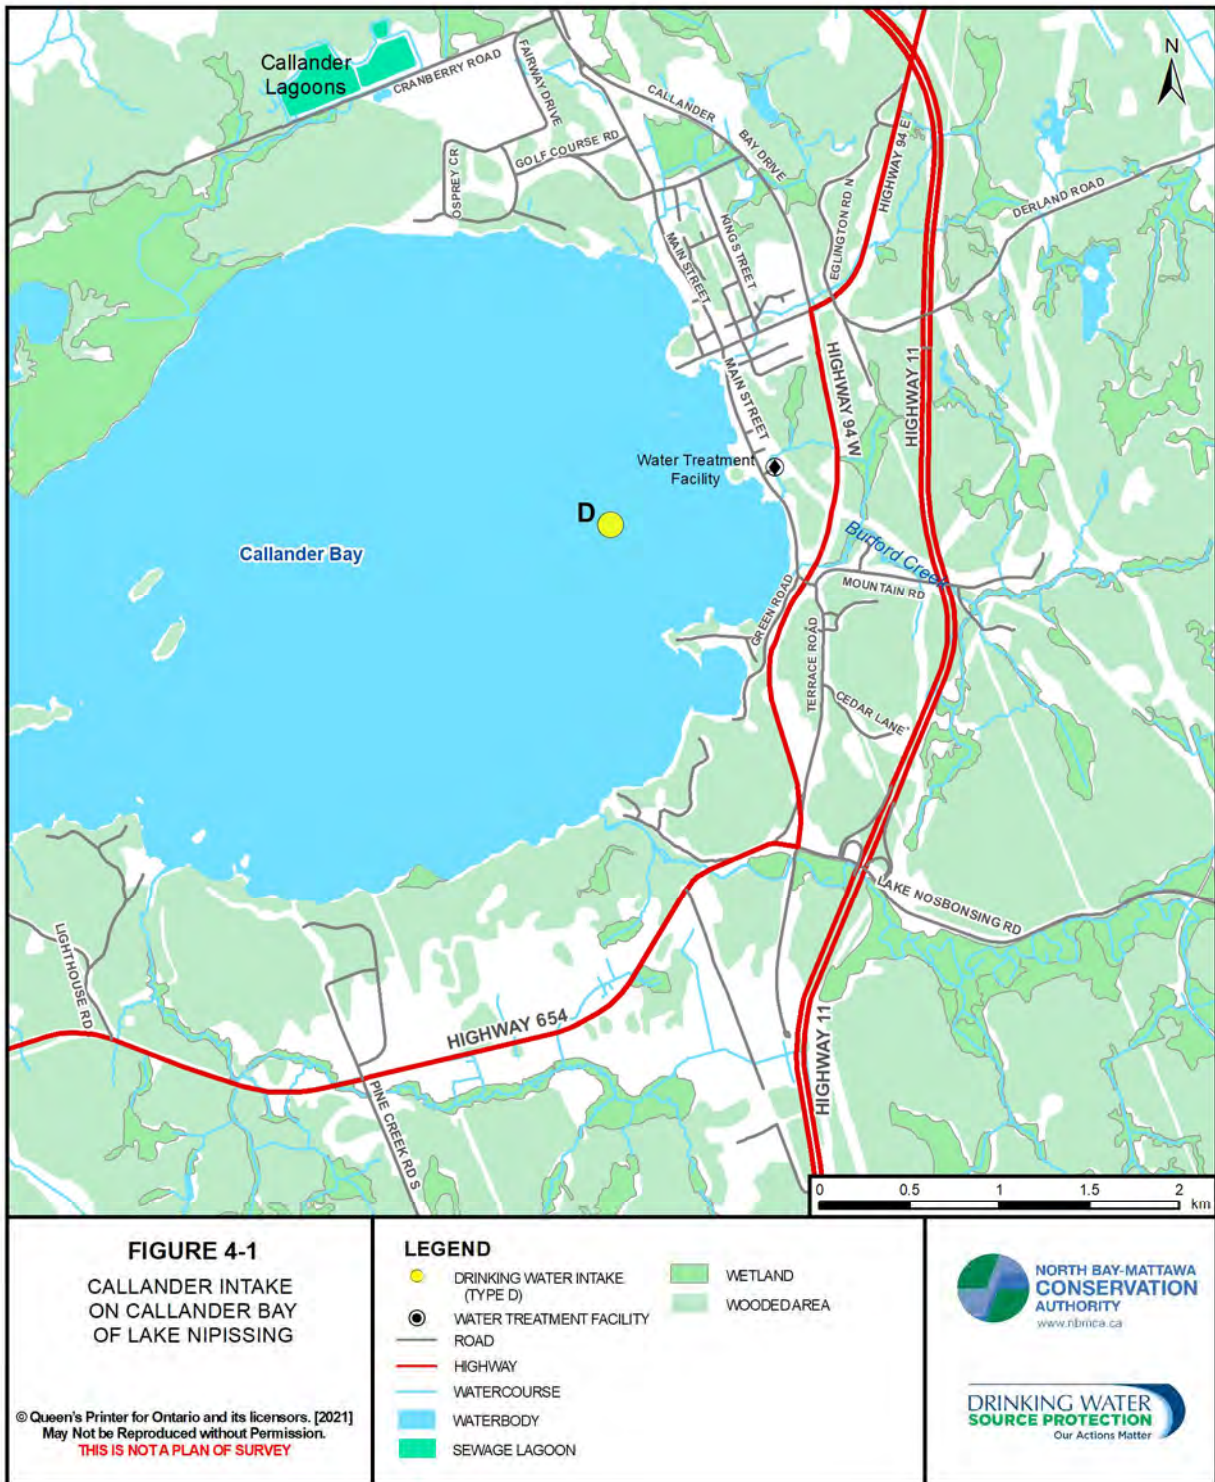 Callander
Lagoons
CRANBERRY ROAD
FAIRWAY DRIVE
CALLANDER
BAY DRIVE
GOLF COURSE RD
OSPREY CR
N
HIGHWAY 94 E
DERLAND ROAD
EGLINGTON RD N
KING STREET
MAIN STREET
MAIN STREET
HIGHWAY 94 W
HIGHWAY 11
Water Treatment
Facility
D
Callander Bay
Burford Creek
MOUNTAIN RD
GREEN ROAD
TERRACE ROAD
CEDAR LANE
LAKE NOSBONSING RD
LIGHTHOUSE RD
HIGHWAY 654
HIGHWAY 11
PINE CREEK RD S
0 0.5 1 1.5 2
km
FIGURE 4-1
CALLANDER INTAKE
ON CALLANDER BAY
OF LAKE NIPISSING
© Queen's Printer for Ontario and its licensors. [2021]
May Not be Reproduced without Permission.
THIS IS NOT A PLAN OF SURVEY
LEGEND
DRINKING WATER INTAKE
(TYPE D)
WATER TREATMENT FACILITY
ROAD
HIGHWAY
WATERCOURSE
WATERBODY
SEWAGE LAGOON
WETLAND
WOODED AREA
NORTH BAY-MATTAWA
CONSERVATION
AUTHORITY
www.nbmca.ca
DRINKING WATER
SOURCE PROTECTION
Our Actions Matter